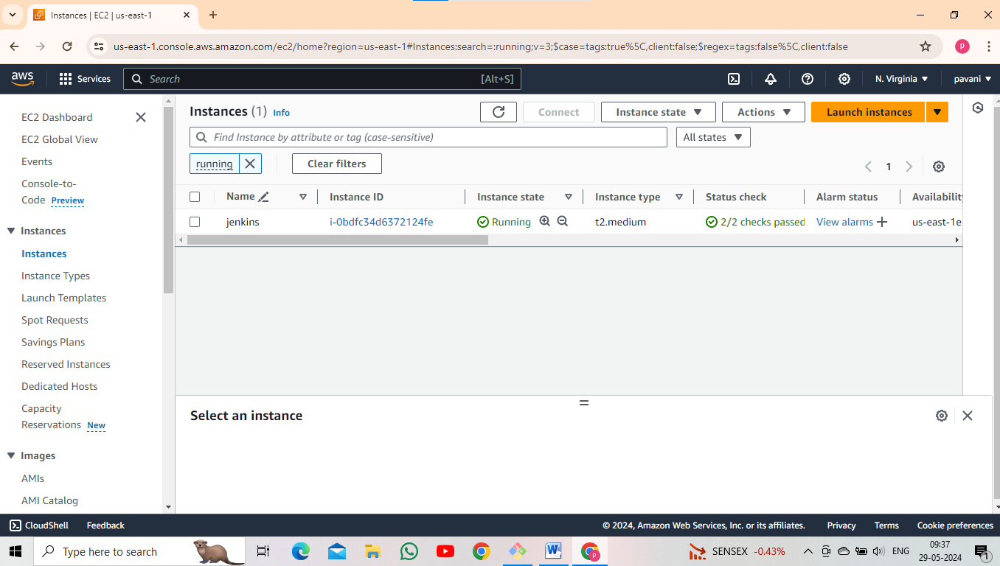 Instances | EC2 | us-east-1
us-east-1.console.aws.amazon.com/ec2/home?region=us-east-1#Instances:search=:running;v=3;$case=tags:true%5C,client:false;$regex=tags:false%5C,client:false
P
aws Services Search [Alt+S] N. Virginia pavani
EC2 Dashboard
EC2 Global View
Events
Console-to-
Code Preview
Instances
Instances
Instance Types
Launch Templates
Spot Requests
Savings Plans
Reserved Instances
Dedicated Hosts
Capacity
Reservations New
Images
AMIs
AMI Catalog
Instances (1) Info
Connect Instance state Actions Launch instances
Find Instance by attribute or tag (case-sensitive) All states
running Clear filters
1
Name Instance ID Instance state Instance type Status check Alarm status Availability
jenkins i-0bdfc34d6372124fe Running t2.medium 2/2 checks passed View alarms us-east-1e
Select an instance
CloudShell Feedback © 2024, Amazon Web Services, Inc. or its affiliates. Privacy Terms Cookie preferences
Type here to search SENSEX -0.43% ENG 09:37
29-05-2024
1